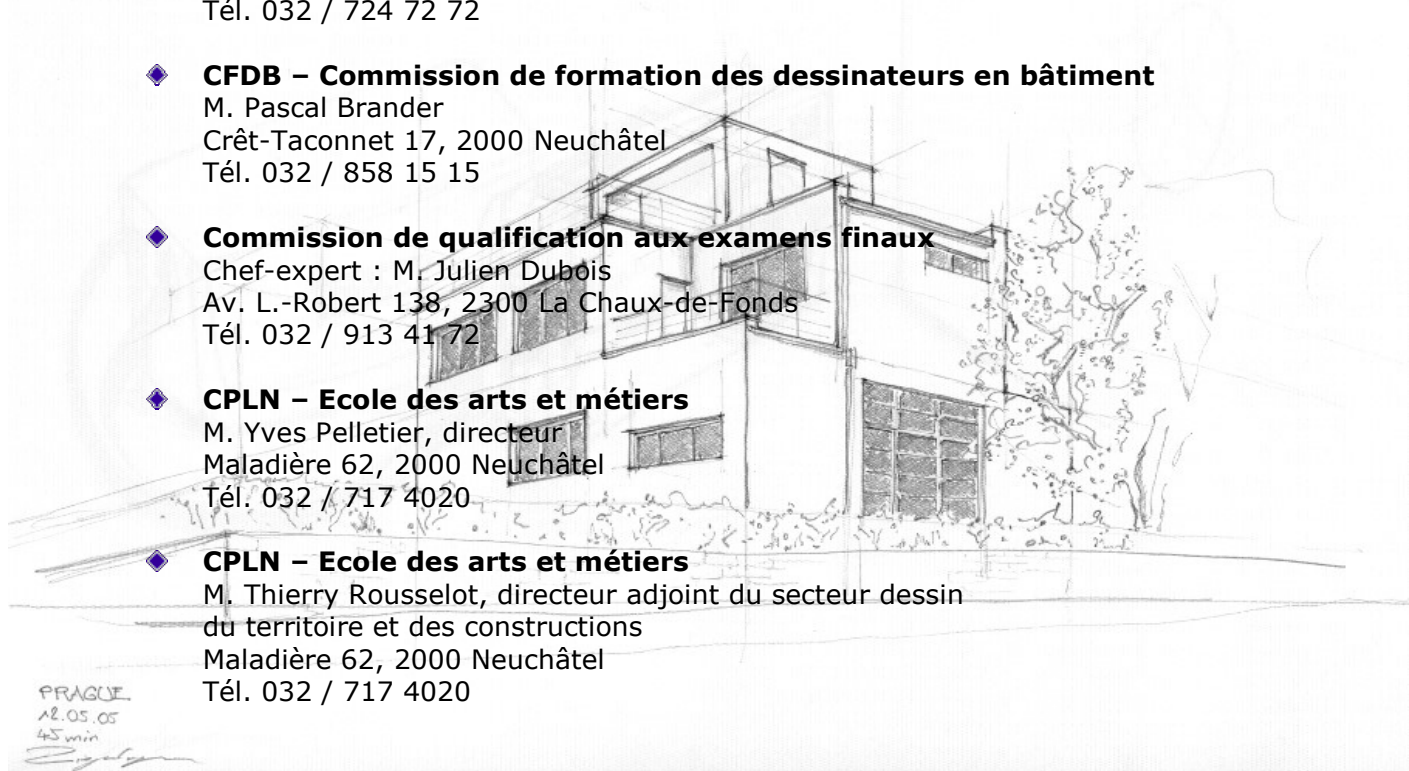 Tél. 032 / 724 72 72
CFDB – Commission de formation des dessinateurs en bâtiment
M. Pascal Brander
Crêt-Taconnet 17, 2000 Neuchâtel
Tél. 032 / 858 15 15
Commission de qualification aux examens finaux
Chef-expert : M. Julien Dubois
Av. L.-Robert 138, 2300 La Chaux-de-Fonds
Tél. 032 / 913 41 72
CPLN – Ecole des arts et métiers
M. Yves Pelletier, directeur
Maladière 62, 2000 Neuchâtel
Tél. 032 / 717 4020
CPLN – Ecole des arts et métiers
M. Thierry Rousselot, directeur adjoint du secteur dessin
du territoire et des constructions
Maladière 62, 2000 Neuchâtel
Tél. 032 / 717 4020
PRAGUE
12.05.05
45 min